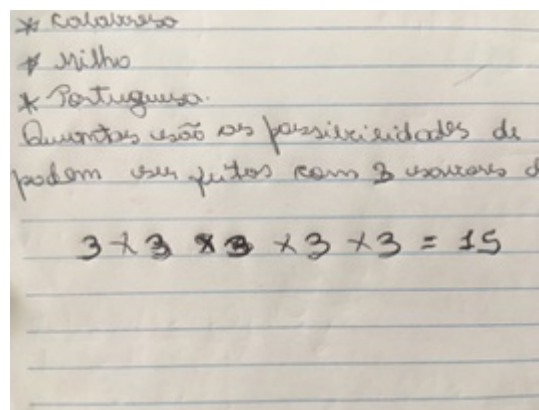 * Calabresa
* Milho
* Portuguesa.
Quantas são as possibilidades de
podem ser feitos com 3 sabores d
3 x 3 x 3 x 3 x 3 = 15